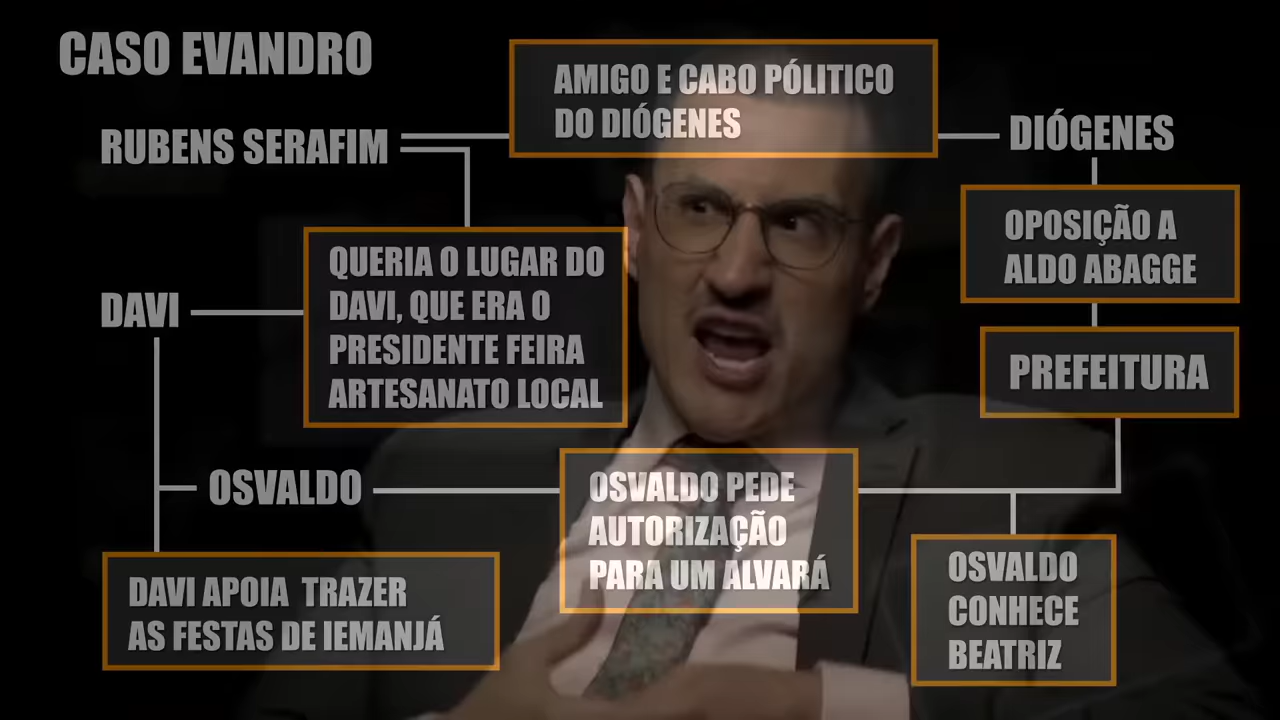 CASO EVANDRO
AMIGO E CABO PÓLITICO
DO DIÓGENES
RUBENS SERAFIM
DIÓGENES
OPOSIÇÃO A
ALDO ABAGGE
QUERIA O LUGAR DO
DAVI, QUE ERA O
PRESIDENTE FEIRA
ARTESANATO LOCAL
DAVI
PREFEITURA
OSVALDO
OSVALDO PEDE
AUTORIZAÇÃO
PARA UM ALVARÁ
DAVI APOIA TRAZER
AS FESTAS DE IEMANJÁ
OSVALDO
CONHECE
BEATRIZ